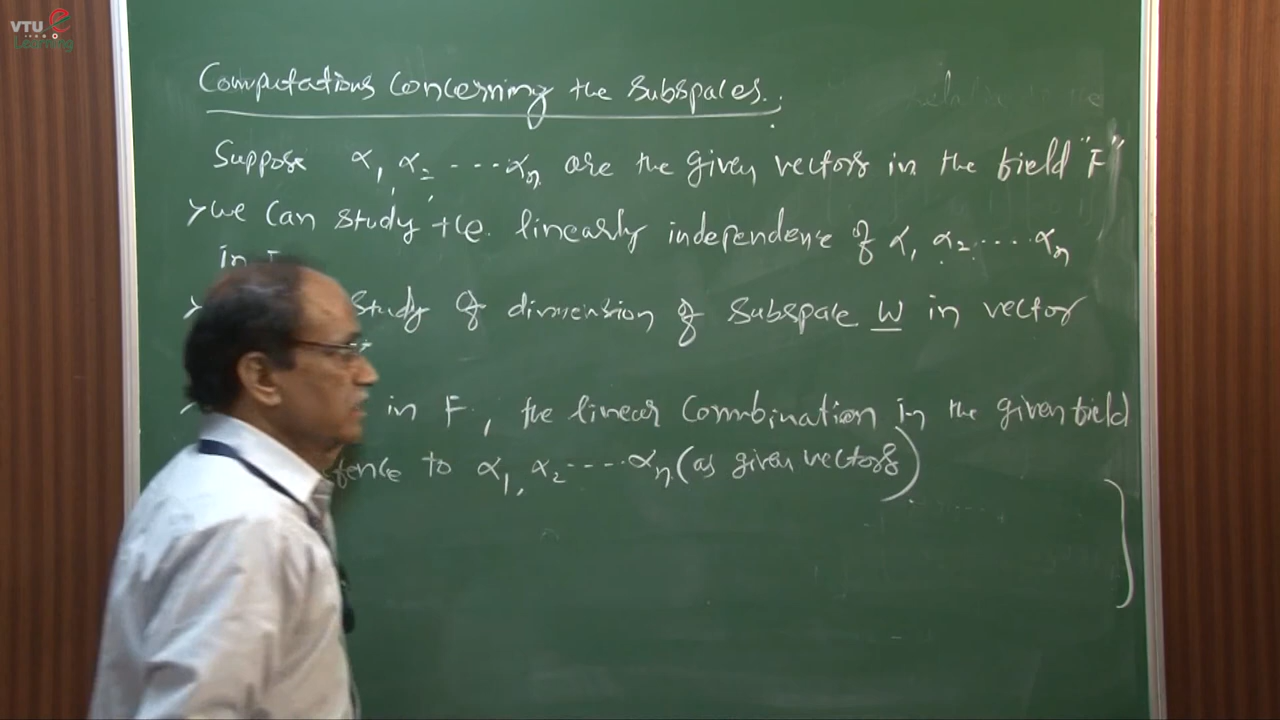 VTU e Learning
Computations Concerning the Subspaces.
Suppose α₁, α₂ ----αₙ are the given vectors in the field "F"
>We Can Study the linearly independence of α₁, α₂.....αₙ
in
> Study of dimension of Subspace W in vector
in F, the linear Combination in the given field
to α₁, α₂----αₙ (as given vectors)